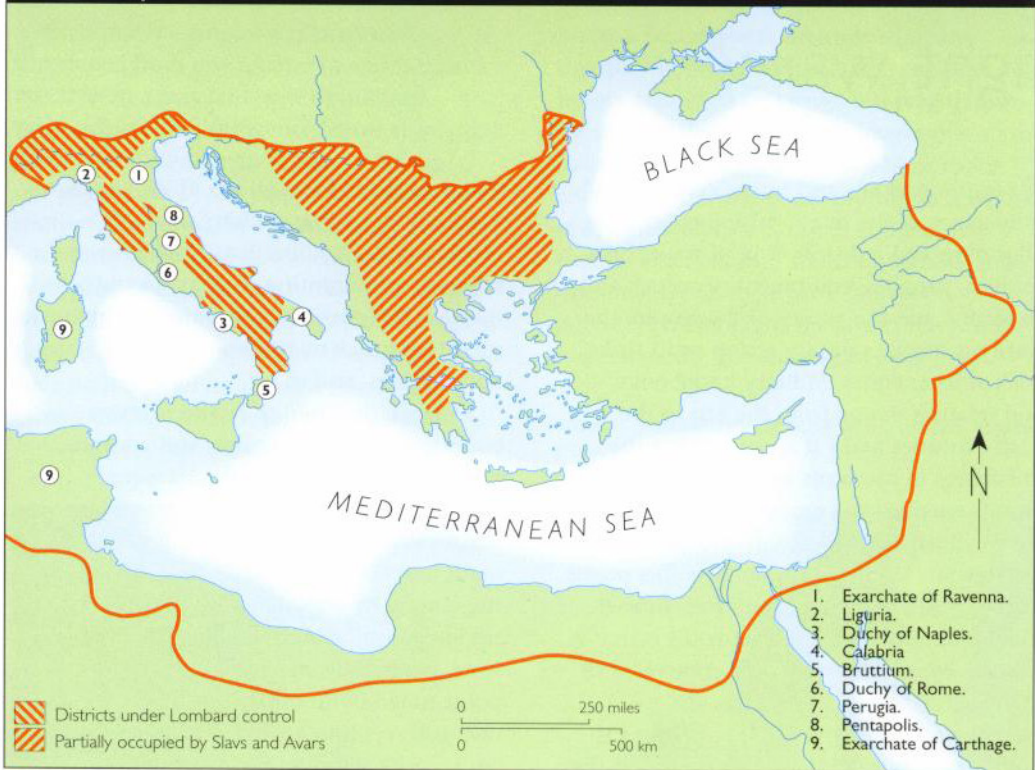 BLACK SEA
2
1
8
7
6
9
3
4
5
9
MEDITERRANEAN SEA
N
1. Exarchate of Ravenna.
2. Liguria.
3. Duchy of Naples.
4. Calabria
5. Bruttium.
6. Duchy of Rome.
7. Perugia.
8. Pentapolis.
9. Exarchate of Carthage.
Districts under Lombard control
Partially occupied by Slavs and Avars
0 250 miles
0 500 km